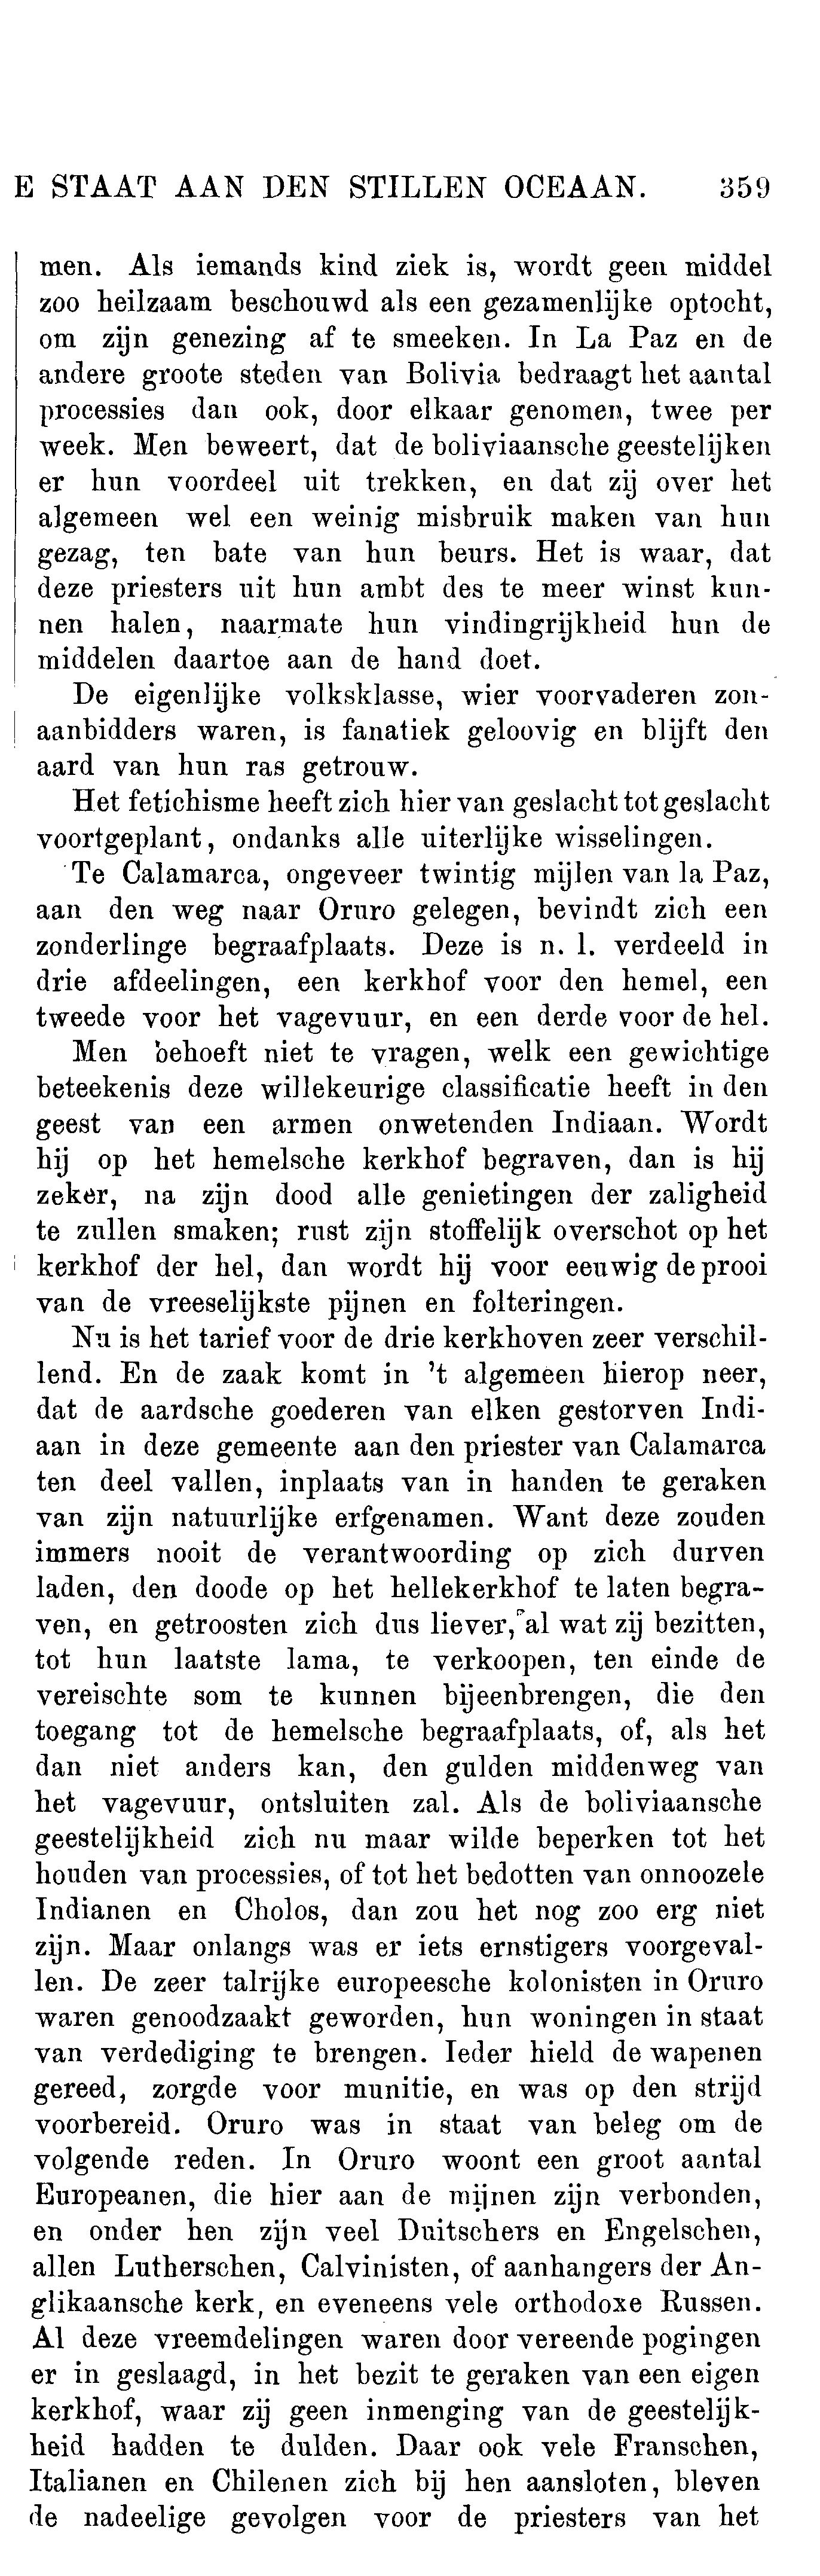 E STAAT AAN DEN STILLEN OCEAAN. 359
men. Als iemands kind ziek is, wordt geen middel
zoo heilzaam beschouwd als een gezamenlijke optocht,
om zijn genezing af te smeeken. In La Paz en de
andere groote steden van Bolivia bedraagt het aantal
processies dan ook, door elkaar genomen, twee per
week. Men beweert, dat de boliviaansche geestelijken
er hun voordeel uit trekken, en dat zij over het
algemeen wel een weinig misbruik maken van hun
gezag, ten bate van hun beurs. Het is waar, dat
deze priesters uit hun ambt des te meer winst kun-
nen halen, naarmate hun vindingrijkheid hun de
middelen daartoe aan de hand doet.
De eigenlijke volksklasse, wier voorvaderen zon-
aanbidders waren, is fanatiek geloovig en blijft den
aard van hun ras getrouw.
Het fetichisme heeft zich hier van geslacht tot geslacht
voortgeplant, ondanks alle uiterlijke wisselingen.
Te Calamarca, ongeveer twintig mijlen van la Paz,
aan den weg naar Oruro gelegen, bevindt zich een
zonderlinge begraafplaats. Deze is n. l. verdeeld in
drie afdeelingen, een kerkhof voor den hemel, een
tweede voor het vagevuur, en een derde voor de hel.
Men behoeft niet te vragen, welk een gewichtige
beteekenis deze willekeurige classificatie heeft in den
geest van een armen onwetenden Indiaan. Wordt
hij op het hemelsche kerkhof begraven, dan is hij
zeker, na zijn dood alle genietingen der zaligheid
te zullen smaken; rust zijn stoffelijk overschot op het
kerkhof der hel, dan wordt hij voor eeuwig de prooi
van de vreeselijkste pijnen en folteringen.
Nu is het tarief voor de drie kerkhoven zeer verschil-
lend. En de zaak komt in 't algemeen hierop neer,
dat de aardsche goederen van elken gestorven Indi-
aan in deze gemeente aan den priester van Calamarca
ten deel vallen, inplaats van in handen te geraken
van zijn natuurlijke erfgenamen. Want deze zouden
immers nooit de verantwoording op zich durven
laden, den doode op het hellekerkhof te laten begra-
ven, en getroosten zich dus liever, al wat zij bezitten,
tot hun laatste lama, te verkoopen, ten einde de
vereischte som te kunnen bijeenbrengen, die den
toegang tot de hemelsche begraafplaats, of, als het
dan niet anders kan, den gulden middenweg van
het vagevuur, ontsluiten zal. Als de boliviaansche
geestelijkheid zich nu maar wilde beperken tot het
houden van processies, of tot het bedotten van onnoozele
Indianen en Cholos, dan zou het nog zoo erg niet
zijn. Maar onlangs was er iets ernstigers voorgeval-
len. De zeer talrijke europeesche kolonisten in Oruro
waren genoodzaakt geworden, hun woningen in staat
van verdediging te brengen. Ieder hield de wapenen
gereed, zorgde voor munitie, en was op den strijd
voorbereid. Oruro was in staat van beleg om de
volgende reden. In Oruro woont een groot aantal
Europeanen, die hier aan de mijnen zijn verbonden,
en onder hen zijn veel Duitschers en Engelschen,
allen Lutherschen, Calvinisten, of aanhangers der An-
glikaansche kerk, en eveneens vele orthodoxe Russen.
Al deze vreemdelingen waren door vereende pogingen
er in geslaagd, in het bezit te geraken van een eigen
kerkhof, waar zij geen inmenging van de geestelijk-
heid hadden te dulden. Daar ook vele Franschen,
Italianen en Chilenen zich bij hen aansloten, bleven
de nadeelige gevolgen voor de priesters van het